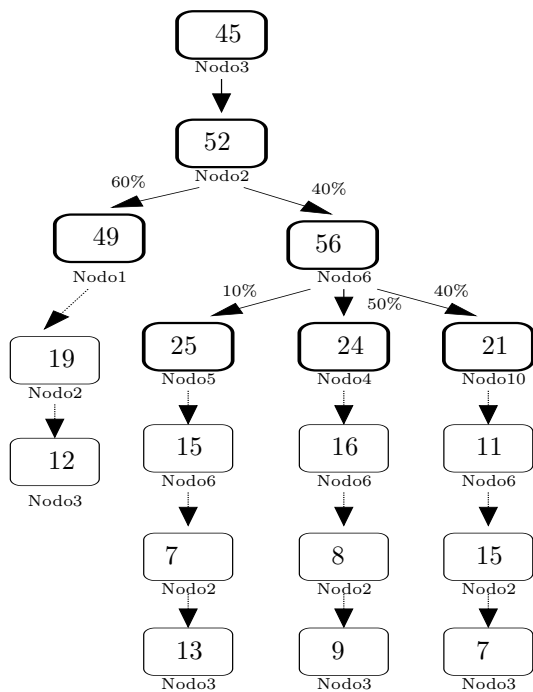 45
Nodo3
52
Nodo2
60% 40%
49 56
Nodo1 Nodo6
10% 50% 40%
25 24 21
19
Nodo5 Nodo4 Nodo10
Nodo2
15 16 11
12
Nodo6 Nodo6 Nodo6
Nodo3
7 8 15
Nodo2 Nodo2 Nodo2
13 9 7
Nodo3 Nodo3 Nodo3